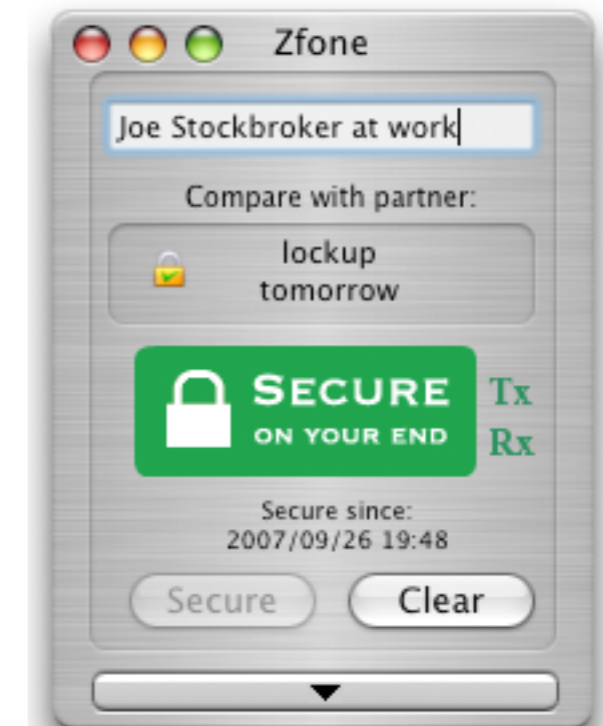 Zfone
Joe Stockbroker at work
Compare with partner:
lockup
tomorrow
SECURE Tx
ON YOUR END Rx
Secure since:
2007/09/26 19:48
Secure Clear